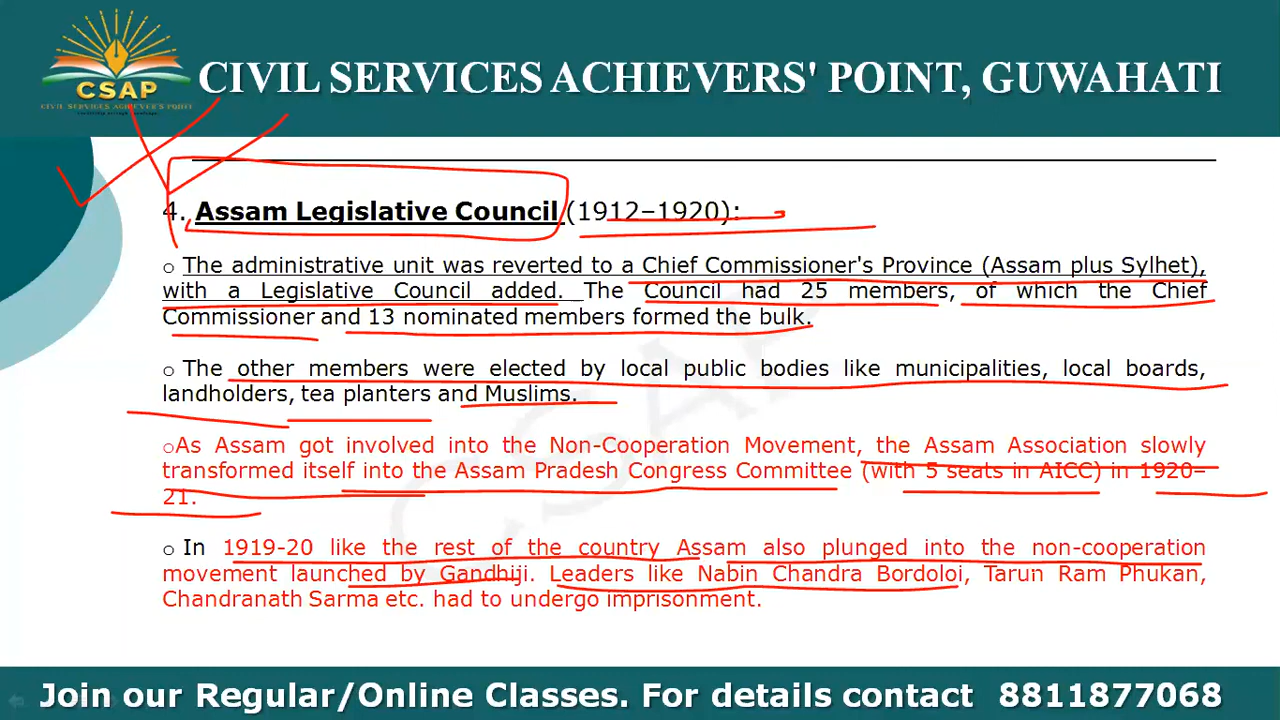 CSAP
CIVIL SERVICES ACHIEVER'S POINT
CIVIL SERVICES ACHIEVERS' POINT, GUWAHATI
4. Assam Legislative Council (1912–1920):
o The administrative unit was reverted to a Chief Commissioner's Province (Assam plus Sylhet),
with a Legislative Council added. The Council had 25 members, of which the Chief
Commissioner and 13 nominated members formed the bulk.
o The other members were elected by local public bodies like municipalities, local boards,
landholders, tea planters and Muslims.
oAs Assam got involved into the Non-Cooperation Movement, the Assam Association slowly
transformed itself into the Assam Pradesh Congress Committee (with 5 seats in AICC) in 1920–
21.
o In 1919-20 like the rest of the country Assam also plunged into the non-cooperation
movement launched by Gandhiji. Leaders like Nabin Chandra Bordoloi, Tarun Ram Phukan,
Chandranath Sarma etc. had to undergo imprisonment.
CSAP
Join our Regular/Online Classes. For details contact 8811877068